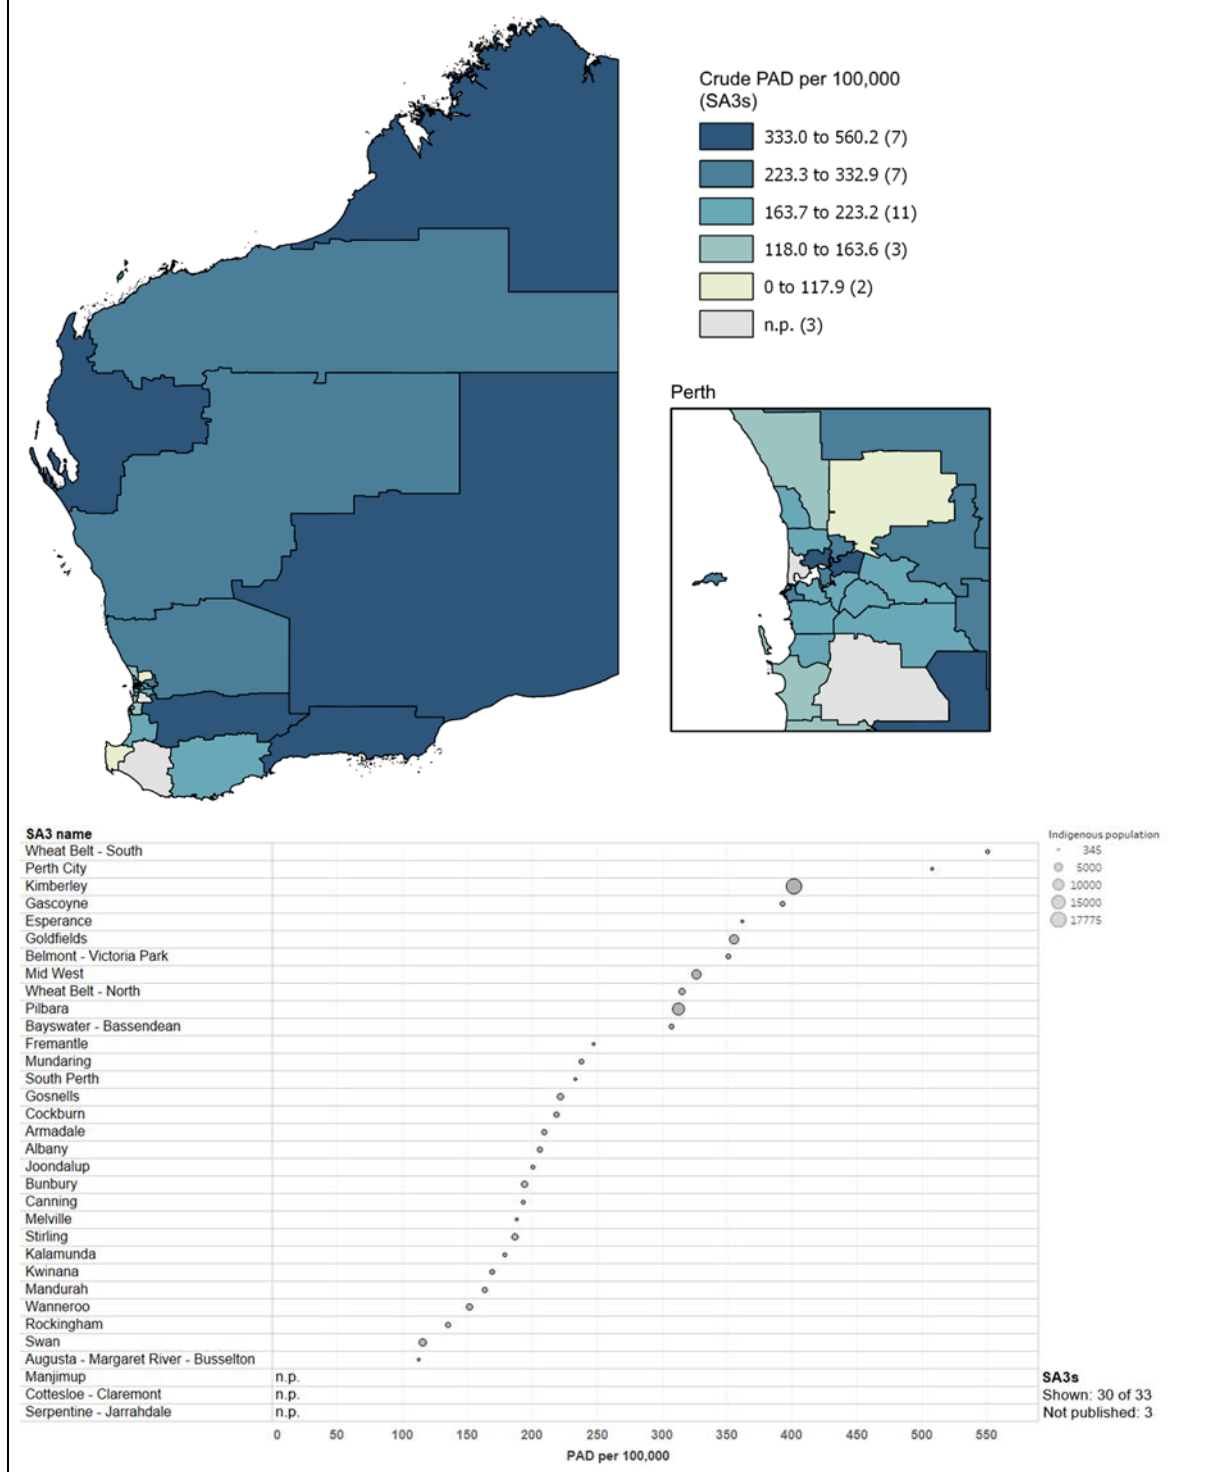 Crude PAD per 100,000
(SA3s)
333.0 to 560.2 (7)
223.3 to 332.9 (7)
163.7 to 223.2 (11)
118.0 to 163.6 (3)
0 to 117.9 (2)
n.p. (3)
Perth
SA3 name
Wheat Belt - South
Perth City
Kimberley
Gascoyne
Esperance
Goldfields
Belmont - Victoria Park
Mid West
Wheat Belt - North
Pilbara
Bayswater - Bassendean
Fremantle
Mundaring
South Perth
Gosnells
Cockburn
Armadale
Albany
Joondalup
Bunbury
Canning
Melville
Stirling
Kalamunda
Kwinana
Mandurah
Wanneroo
Rockingham
Swan
Augusta - Margaret River - Busselton
Manjimup n.p.
Cottesloe - Claremont n.p.
Serpentine - Jarrahdale n.p.
0 50 100 150 200 250 300 350 400 450 500 550
PAD per 100,000
Indigenous population
345
5000
10000
15000
17775
SA3s
Shown: 30 of 33
Not published: 3